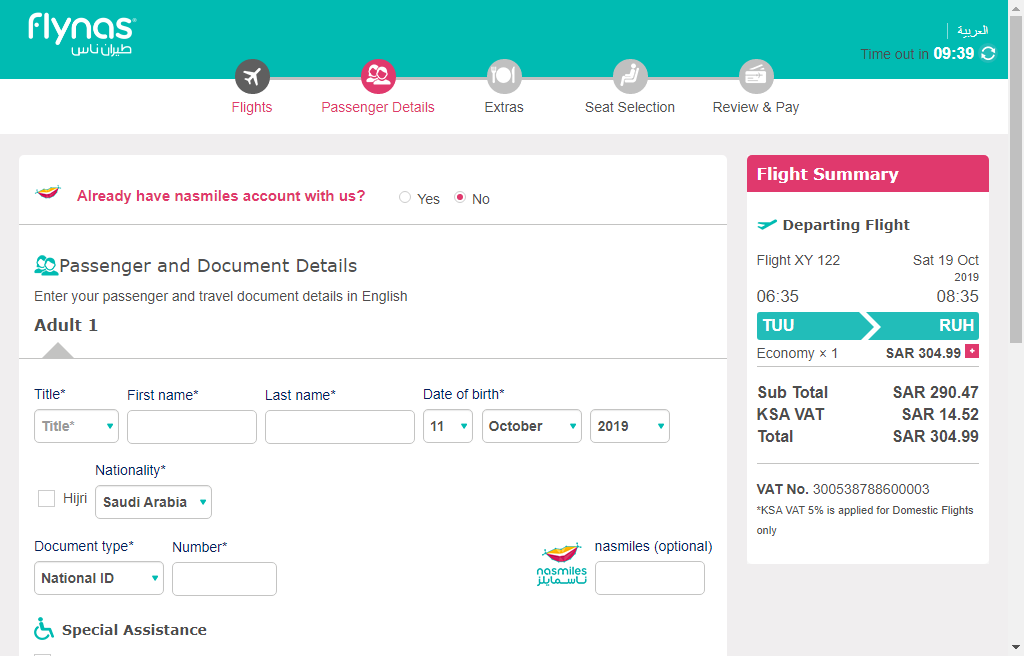 flynas
طيران ناس
العربية
Time out in 09:39
Flights
Passenger Details
Extras
Seat Selection
Review & Pay
Already have nasmiles account with us?
Yes
No
Passenger and Document Details
Enter your passenger and travel document details in English
Adult 1
Title*
First name*
Last name*
Date of birth*
Title*
11
October
2019
Nationality*
Hijri
Saudi Arabia
Document type*
Number*
nasmiles (optional)
National ID
nasmiles
ناسمايلز
Special Assistance
Flight Summary
Departing Flight
Flight XY 122
Sat 19 Oct
2019
06:35
08:35
TUU
RUH
Economy × 1
SAR 304.99
Sub Total
SAR 290.47
KSA VAT
SAR 14.52
Total
SAR 304.99
VAT No. 300538788600003
*KSA VAT 5% is applied for Domestic Flights
only